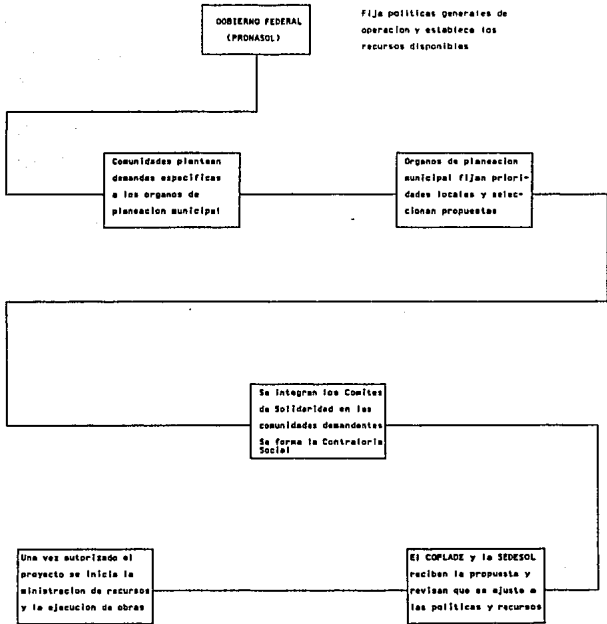 GOBIERNO FEDERAL
(PRONASOL)
Fija politicas generales de
operacion y establece los
recursos disponibles
Comunidades plantean
demandas especificas
a los organos de
planeacion municipal
Organos de planeacion
municipal fijan priori-
dades locales y selec-
cionan propuestas
Se integran los Comites
de Solidaridad en las
comunidades demandentes
Se forma la Contraloria
Social
Una vez autorizado el
proyecto se inicia la
ministracion de recursos
y la ejecucion de obras
El COPLADE y la SEDESOL
reciben la propuesta y
revisan que se ajuste a
las politicas y recursos